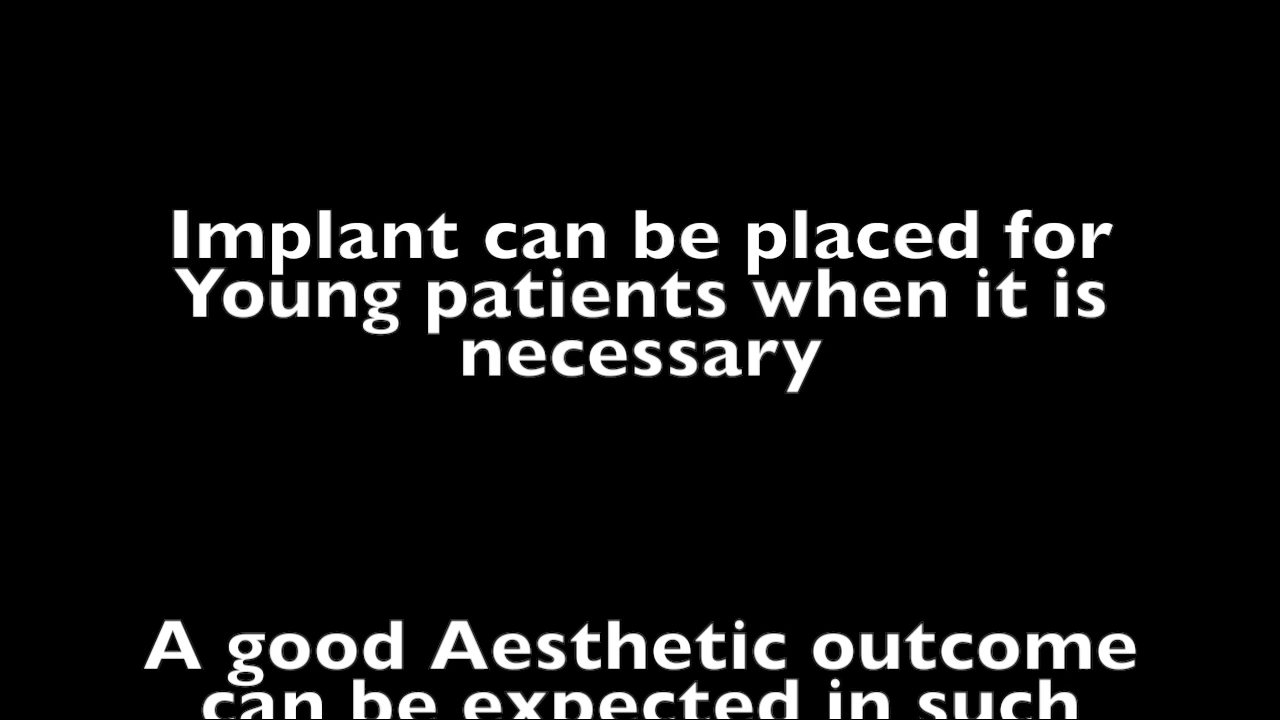 Implant can be placed for
Young patients when it is
necessary
A good Aesthetic outcome
can be expected in such